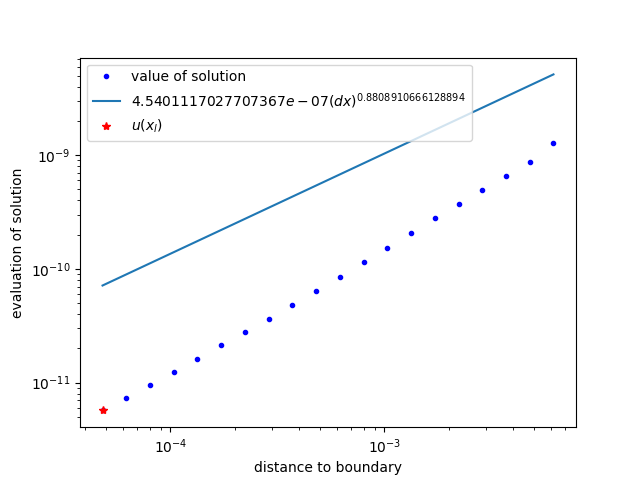 value of solution
4.5401117027707367e − 07(dx)^0.8808910666128894
u(x_l)
10^−9
10^−10
10^−11
evaluation of solution
10^−4
10^−3
distance to boundary